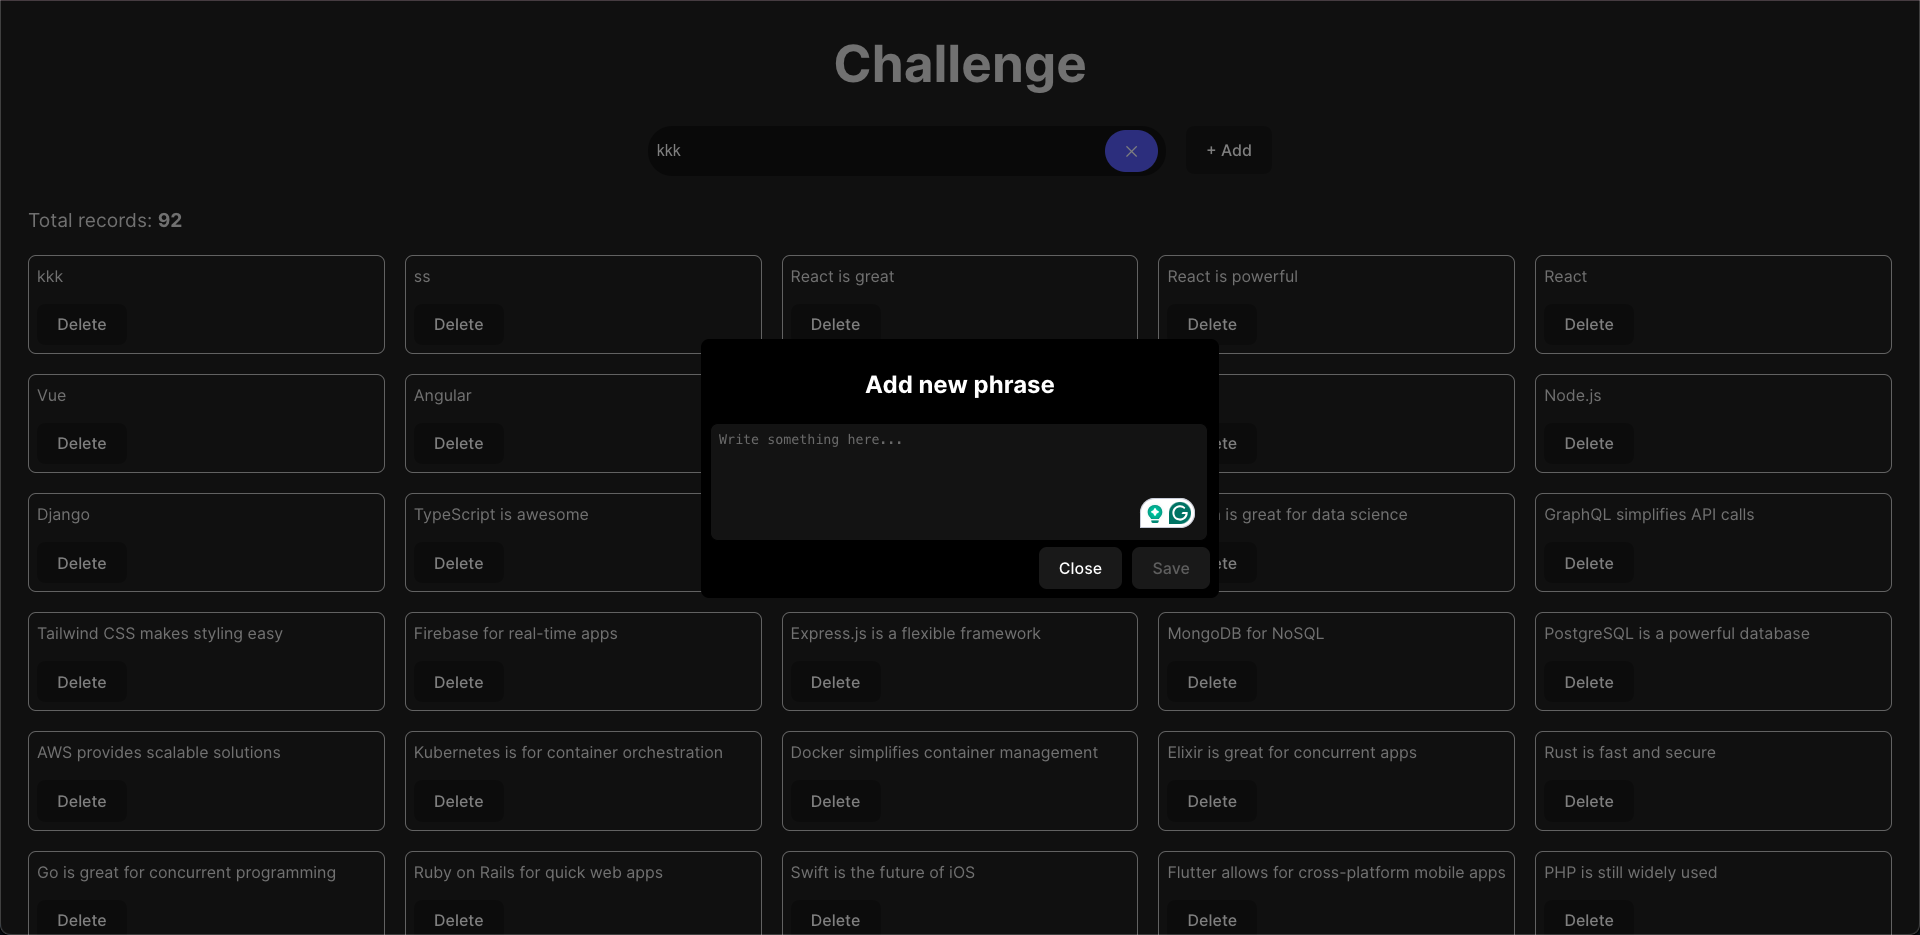 Challenge
kkk
+ Add
Total records: 92
kkk
ss
React is great
React is powerful
React
Delete
Delete
Delete
Delete
Delete
Add new phrase
Vue
Angular
Node.js
Delete
Delete
Delete
Write something here...
Django
TypeScript is awesome
is great for data science
GraphQL simplifies API calls
Delete
Delete
Delete
Close
Save
Tailwind CSS makes styling easy
Firebase for real-time apps
Express.js is a flexible framework
MongoDB for NoSQL
PostgreSQL is a powerful database
Delete
Delete
Delete
Delete
Delete
AWS provides scalable solutions
Kubernetes is for container orchestration
Docker simplifies container management
Elixir is great for concurrent apps
Rust is fast and secure
Delete
Delete
Delete
Delete
Delete
Go is great for concurrent programming
Ruby on Rails for quick web apps
Swift is the future of iOS
Flutter allows for cross-platform mobile apps
PHP is still widely used
Delete
Delete
Delete
Delete
Delete